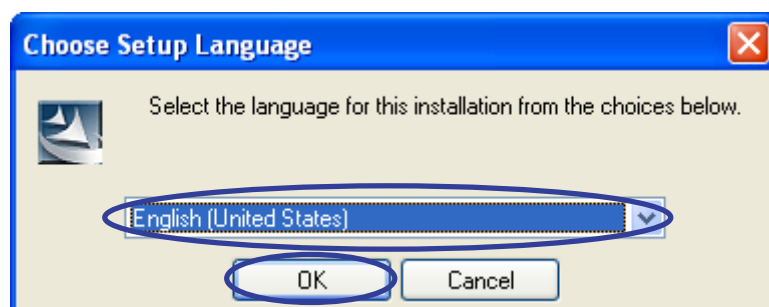 Choose Setup Language
Select the language for this installation from the choices below.
English (United States)
OK Cancel